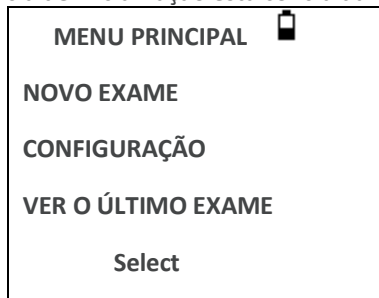 MENU PRINCIPAL
NOVO EXAME
CONFIGURAÇÃO
VER O ÚLTIMO EXAME
Select